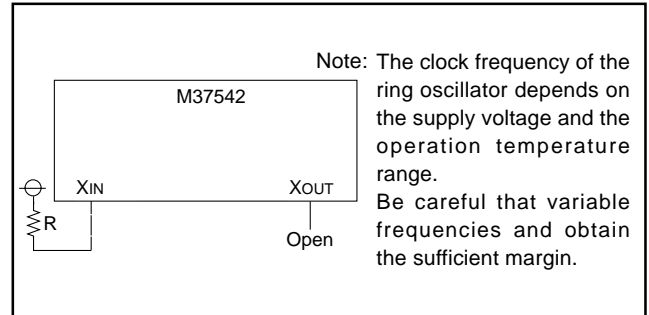 Note: The clock frequency of the
ring oscillator depends on
the supply voltage and the
operation temperature
range.
Be careful that variable
frequencies and obtain
the sufficient margin.
M37542
XIN
XOUT
R
Open